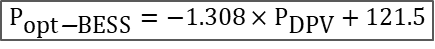 P_opt−BESS = −1.308 × P_DPV + 121.5